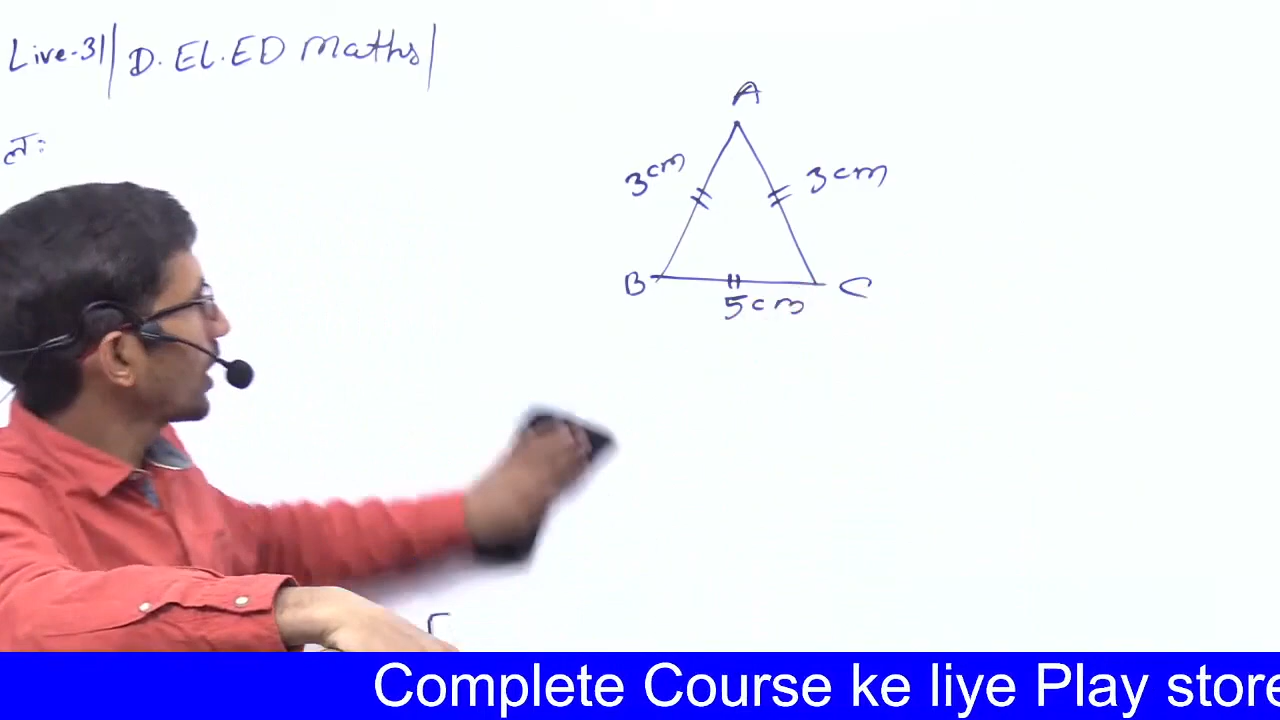 Live-31| D. El. ED Maths|
A
3cm 3cm
B C
5cm
Complete Course ke liye Play store